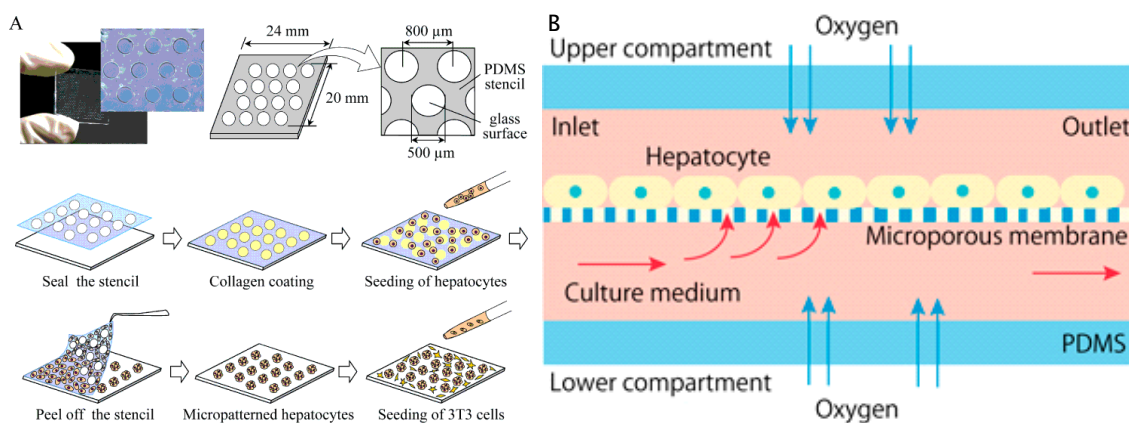 A
24 mm
20 mm
800 µm
PDMS
stencil
glass
surface
500 µm
Seal the stencil
Collagen coating
Seeding of hepatocytes
Peel off the stencil
Micropatterned hepatocytes
Seeding of 3T3 cells
B
Oxygen
Upper compartment
Inlet
Outlet
Hepatocyte
Microporous membrane
Culture medium
PDMS
Lower compartment
Oxygen